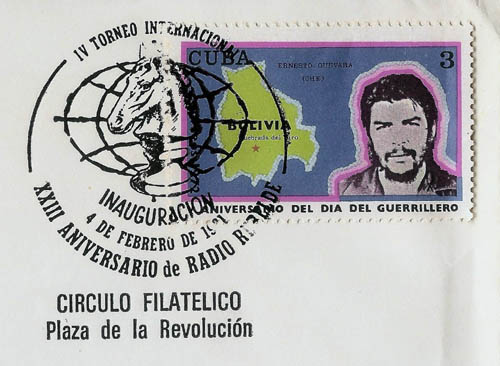 IV TORNEO INTERNACIONAL
INAUGURACION
4 DE FEBRERO DE
XXIII ANIVERSARIO de RADIO REBELDE
CUBA
ERNESTO GUEVARA
(CHE)
3
BOLIVIA
ANIVERSARIO DEL DIA DEL GUERRILLERO
CIRCULO FILATELICO
Plaza de la Revolución